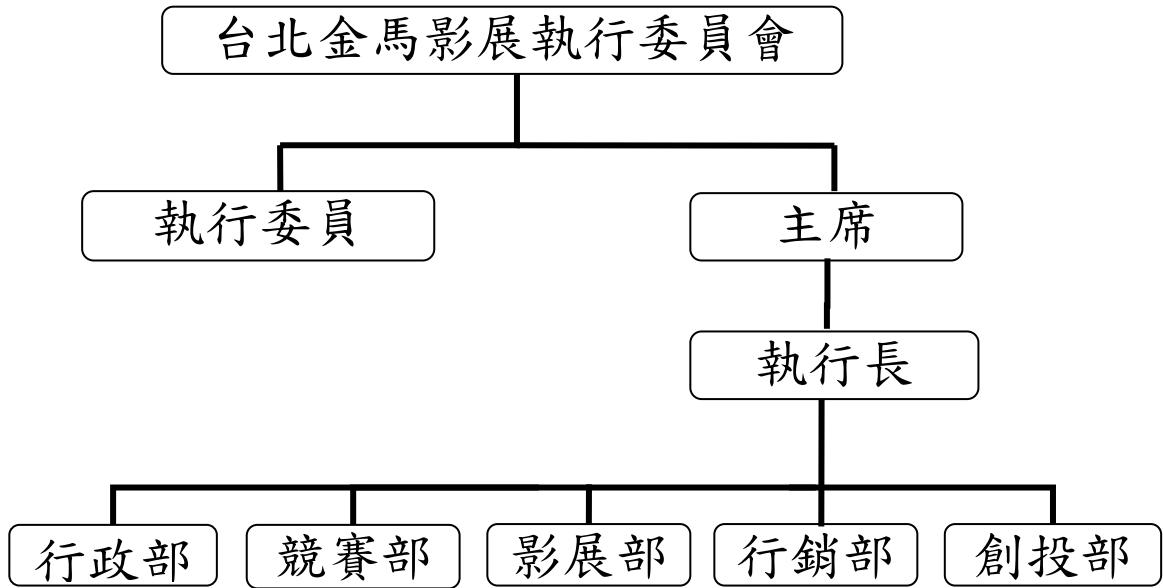 台北金馬影展執行委員會
執行委員
主席
執行長
行政部
競賽部
影展部
行銷部
創投部